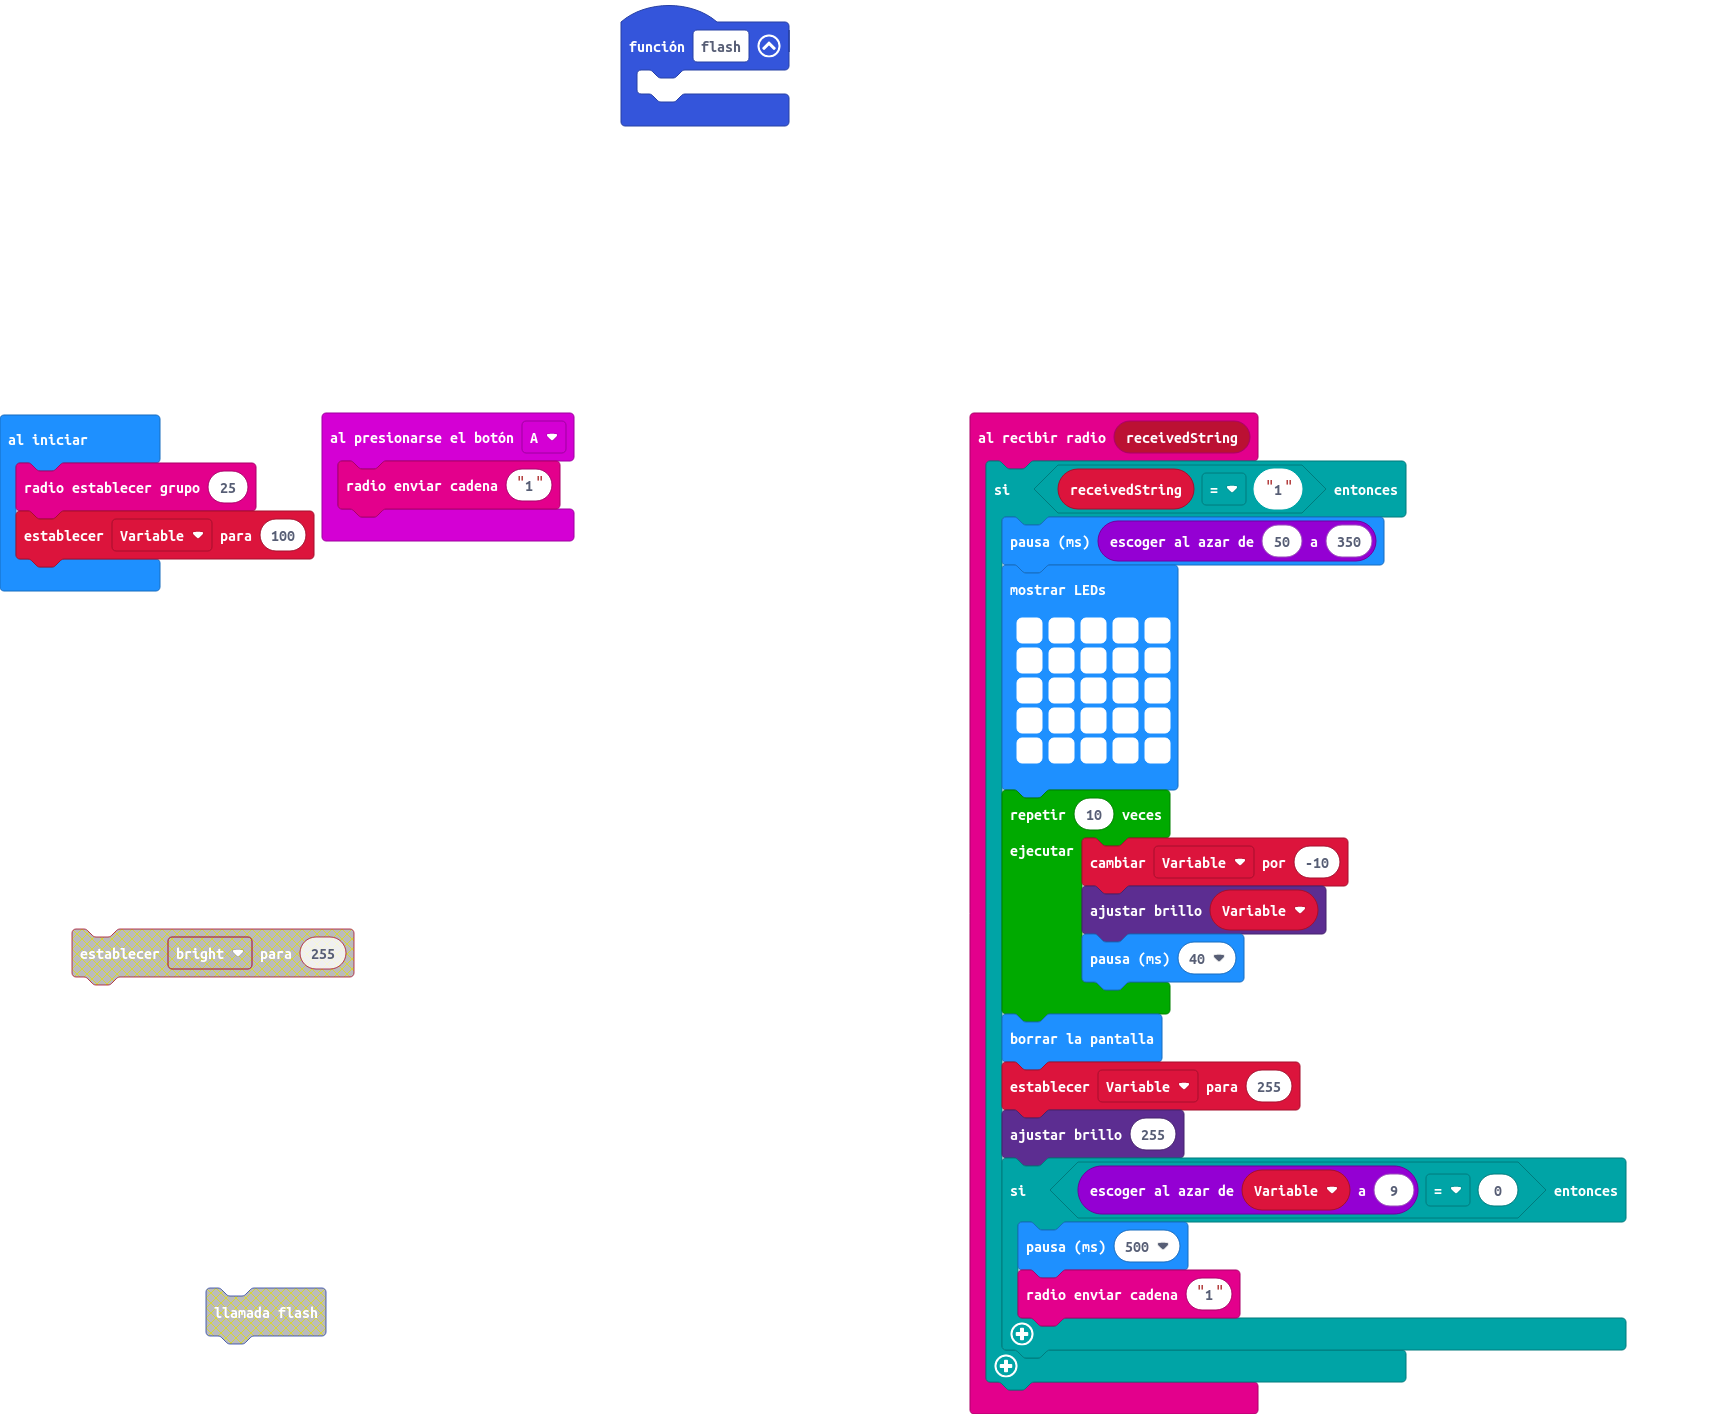 función flash
al iniciar
radio establecer grupo 25
establecer Variable para 100
al presionarse el botón A
radio enviar cadena "1"
establecer bright para 255
llamada flash
al recibir radio receivedString
si receivedString = "1" entonces
pausa (ms) escoger al azar de 50 a 350
mostrar LEDs
repetir 10 veces
ejecutar cambiar Variable por -10
ajustar brillo Variable
pausa (ms) 40
borrar la pantalla
establecer Variable para 255
ajustar brillo 255
si escoger al azar de Variable a 9 = 0 entonces
pausa (ms) 500
radio enviar cadena "1"